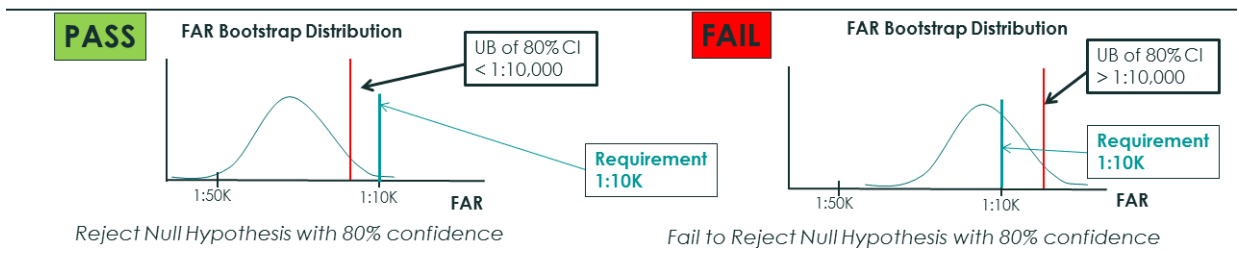 PASS
FAR Bootstrap Distribution
UB of 80% CI
< 1:10,000
Requirement
1:10K
1:50K
1:10K
FAR
Reject Null Hypothesis with 80% confidence
FAIL
FAR Bootstrap Distribution
UB of 80% CI
> 1:10,000
Requirement
1:10K
1:50K
1:10K
FAR
Fail to Reject Null Hypothesis with 80% confidence